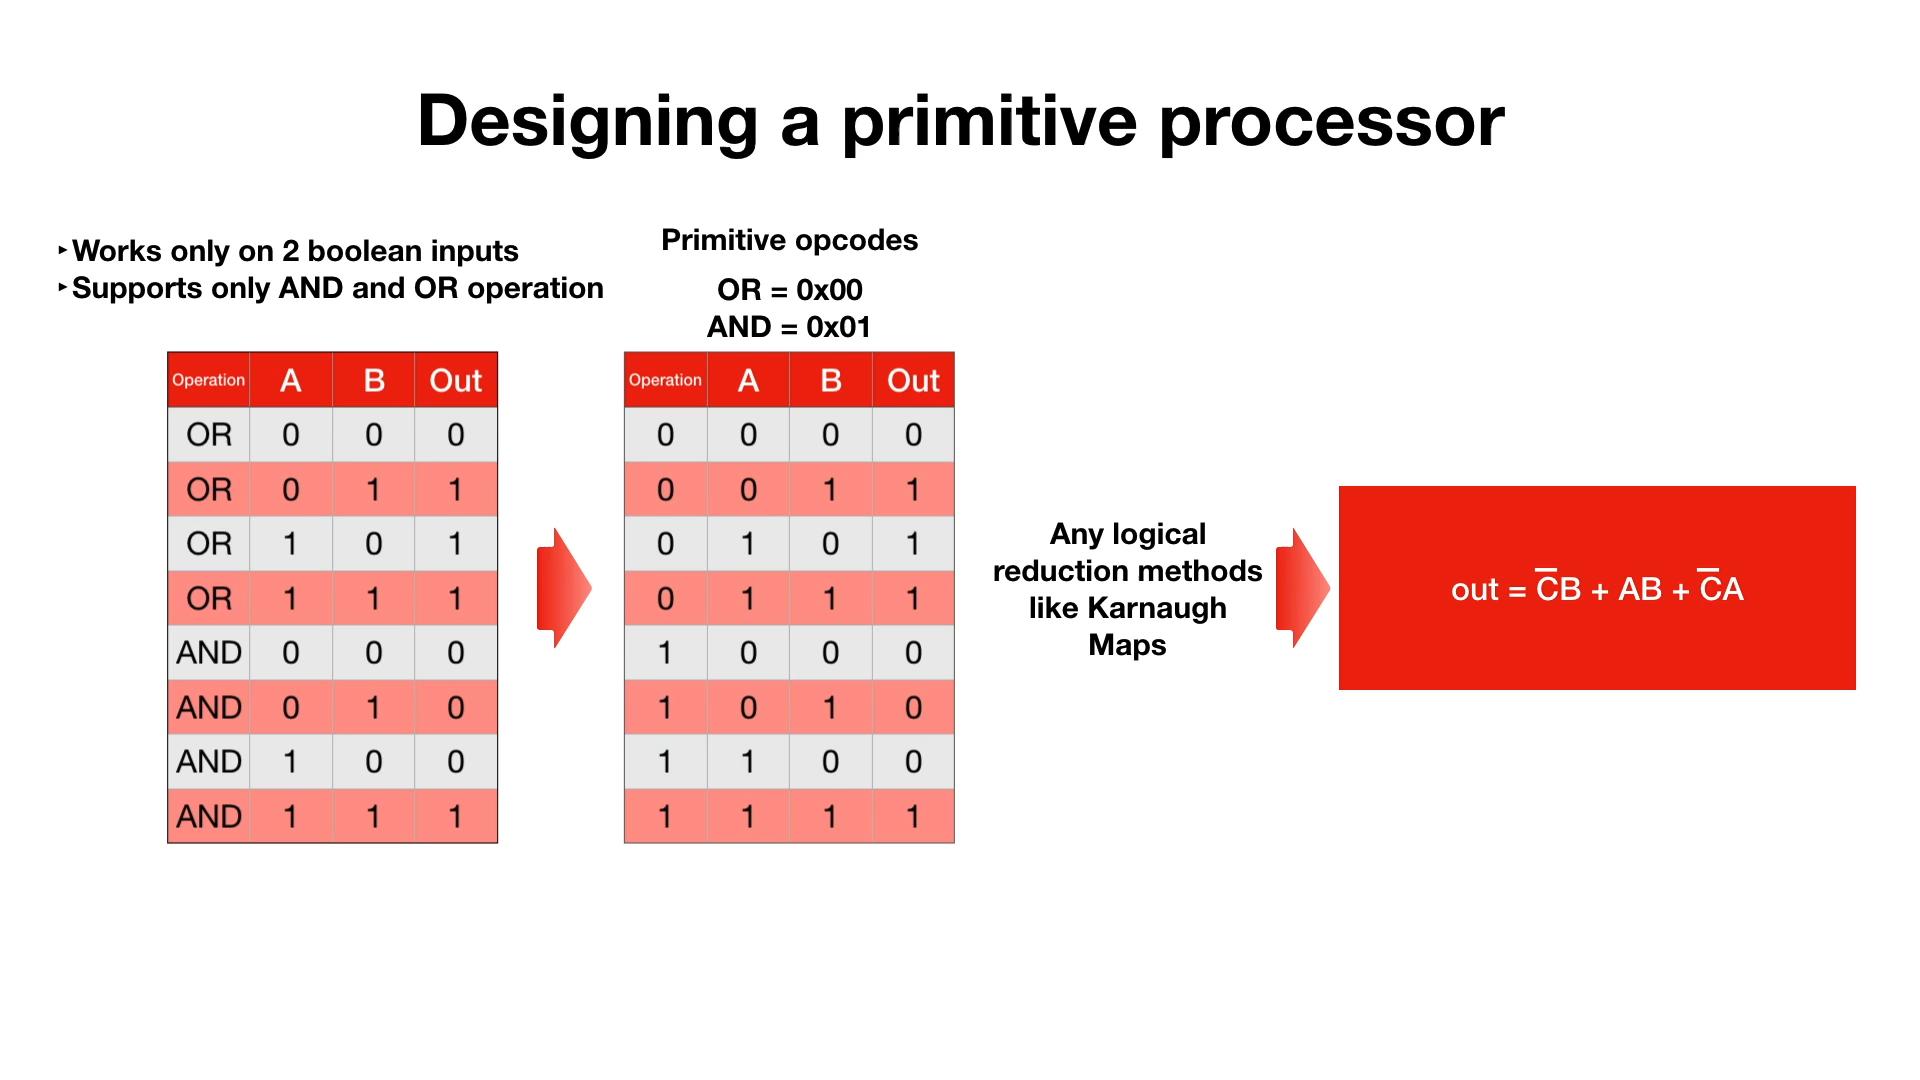 Designing a primitive processor
‣Works only on 2 boolean inputs
‣Supports only AND and OR operation
Primitive opcodes
OR = 0x00
AND = 0x01
Operation A B Out
OR 0 0 0
OR 0 1 1
OR 1 0 1
OR 1 1 1
AND 0 0 0
AND 0 1 0
AND 1 0 0
AND 1 1 1
Operation A B Out
0 0 0 0
0 0 1 1
0 1 0 1
0 1 1 1
1 0 0 0
1 0 1 0
1 1 0 0
1 1 1 1
Any logical
reduction methods
like Karnaugh
Maps
out = C̅B + AB + C̅A